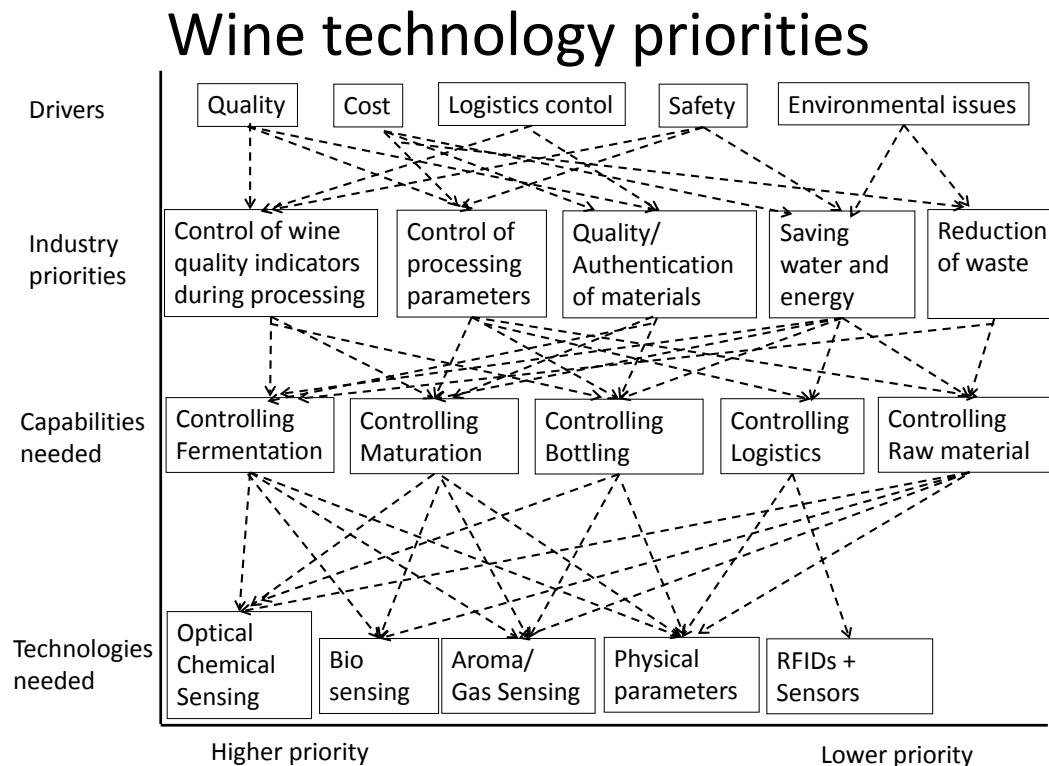 Wine technology priorities
Drivers
Quality
Cost
Logistics contol
Safety
Environmental issues
Industry
priorities
Control of wine
quality indicators
during processing
Control of
processing
parameters
Quality/
Authentication
of materials
Saving
water and
energy
Reduction
of waste
Capabilities
needed
Controlling
Fermentation
Controlling
Maturation
Controlling
Bottling
Controlling
Logistics
Controlling
Raw material
Technologies
needed
Optical
Chemical
Sensing
Bio
sensing
Aroma/
Gas Sensing
Physical
parameters
RFIDs +
Sensors
Higher priority
Lower priority